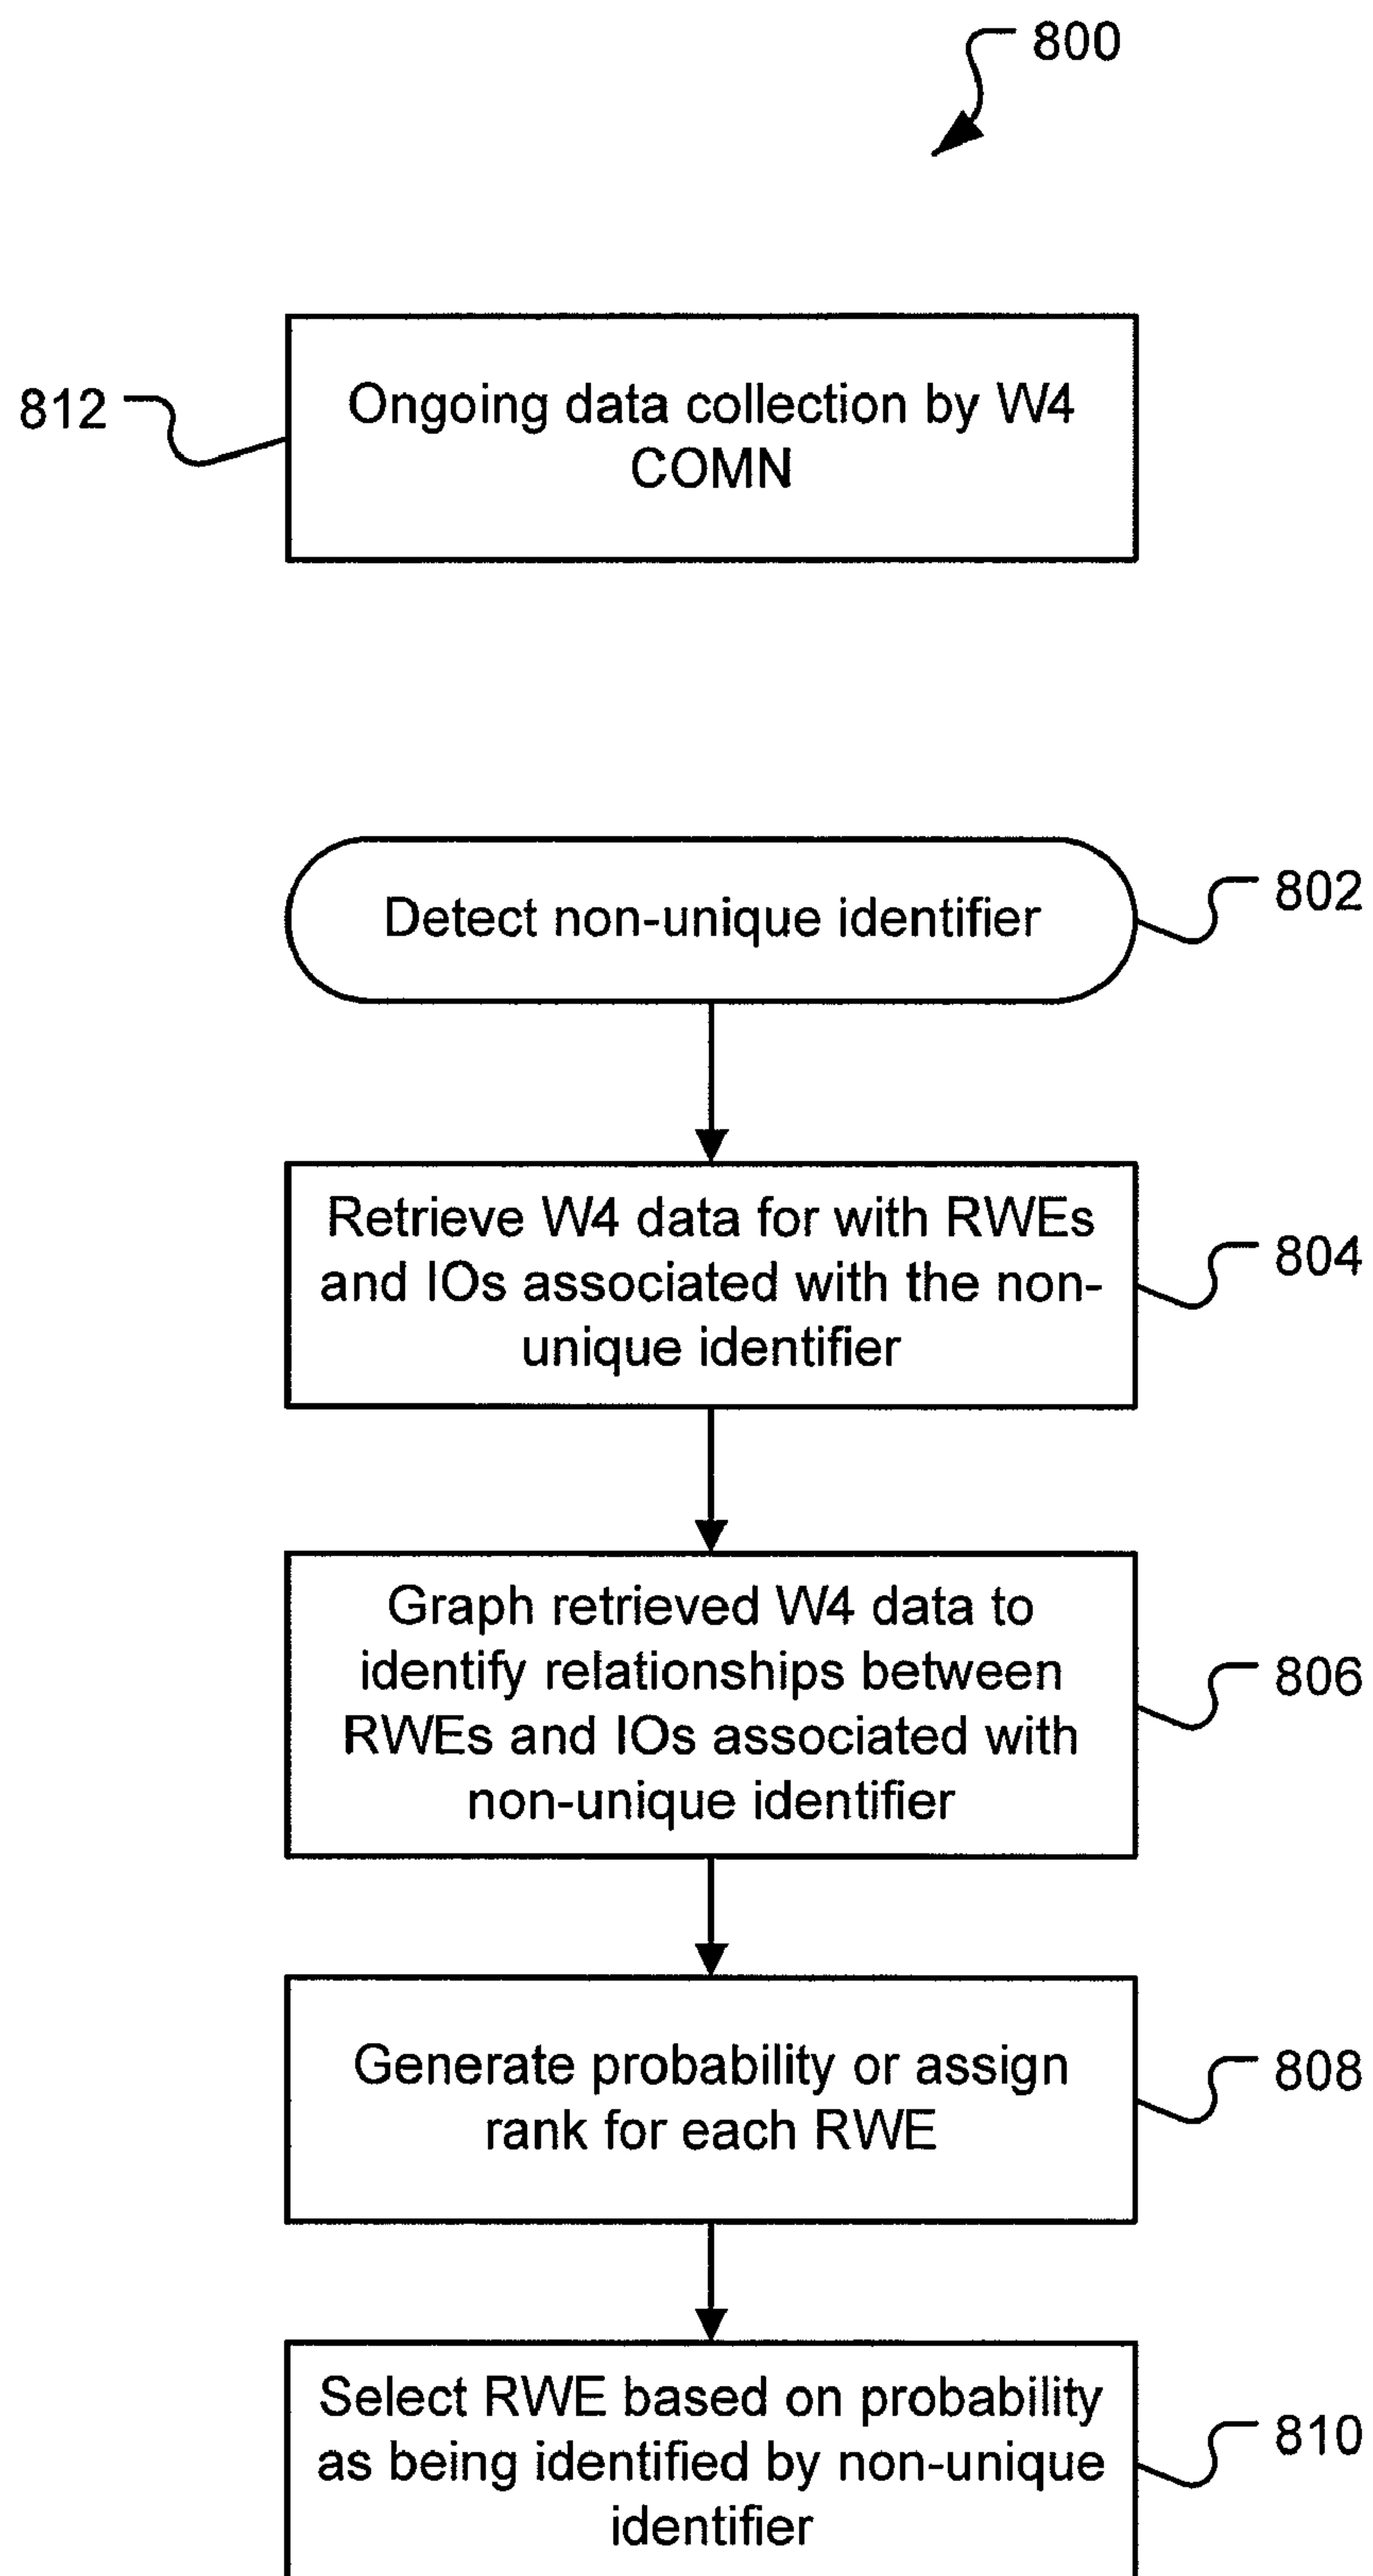 800
812
Ongoing data collection by W4
COMN
Detect non-unique identifier
802
Retrieve W4 data for with RWEs
and IOs associated with the non-
unique identifier
804
Graph retrieved W4 data to
identify relationships between
RWEs and IOs associated with
non-unique identifier
806
Generate probability or assign
rank for each RWE
808
Select RWE based on probability
as being identified by non-unique
identifier
810